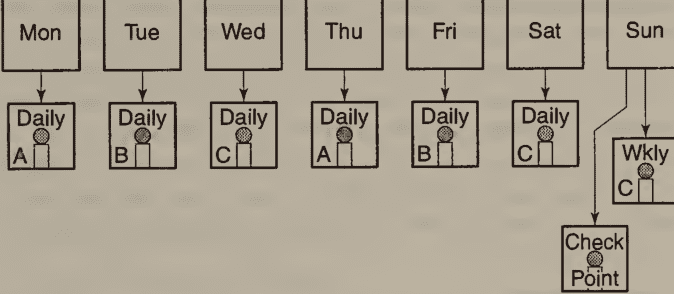 Mon Tue Wed Thu Fri Sat Sun
Daily Daily Daily Daily Daily Daily
A B C A B C
Wkly
C
Check
Point